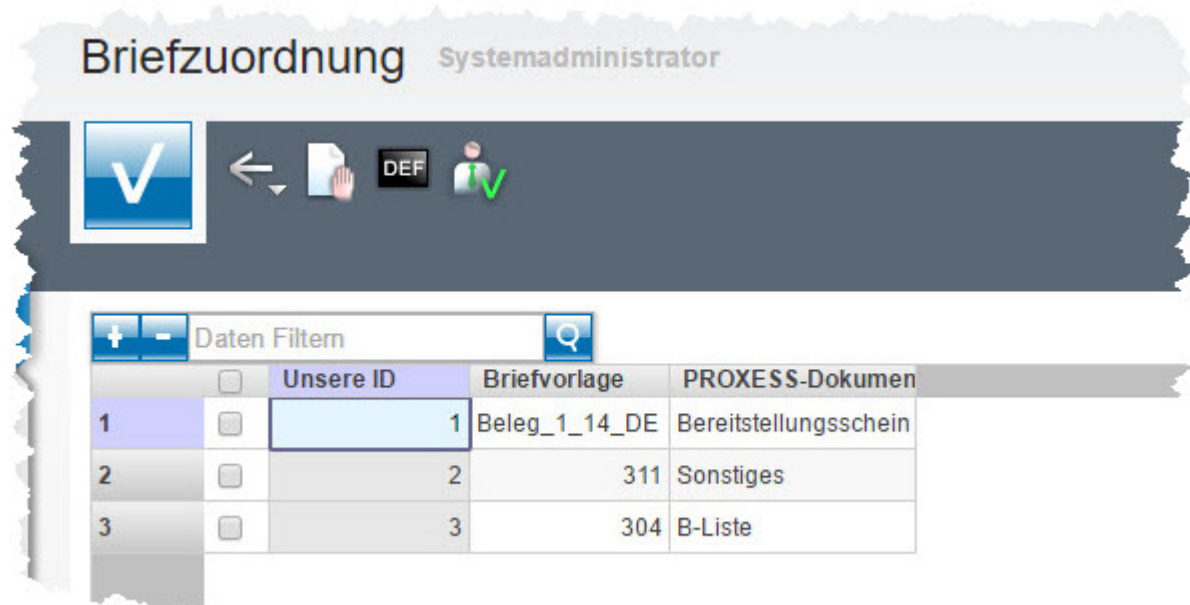 Briefzuordnung Systemadministrator
DEF
Daten Filtern
Unsere ID Briefvorlage PROXESS-Dokumen
1 1 Beleg_1_14_DE Bereitstellungsschein
2 2 311 Sonstiges
3 3 304 B-Liste